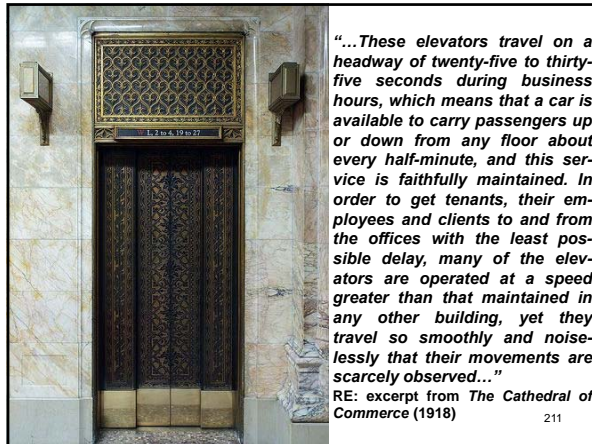 L, 2 to 4, 19 to 27
“…These elevators travel on a
headway of twenty-five to thirty-
five seconds during business
hours, which means that a car is
available to carry passengers up
or down from any floor about
every half-minute, and this ser-
vice is faithfully maintained. In
order to get tenants, their em-
ployees and clients to and from
the offices with the least pos-
sible delay, many of the elev-
ators are operated at a speed
greater than that maintained in
any other building, yet they
travel so smoothly and noise-
lessly that their movements are
scarcely observed…”
RE: excerpt from The Cathedral of
Commerce (1918)
211